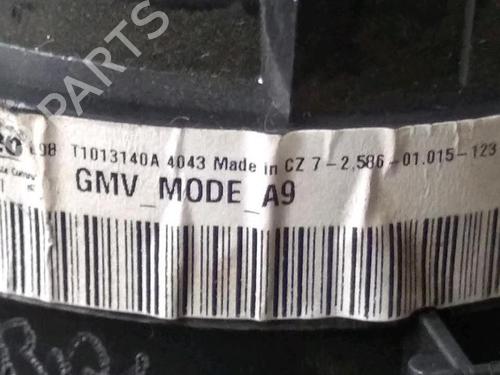 T1013140A 4043 Made in CZ 7-2,586-01.015-123
GMV_MODE_A9
B-PARTS